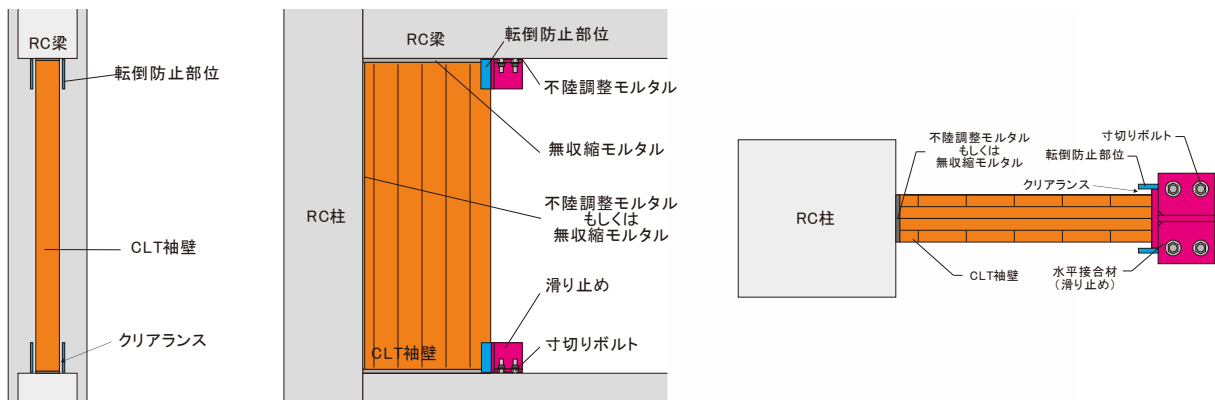 RC梁
転倒防止部位
CLT袖壁
クリアランス
RC梁
転倒防止部位
不陸調整モルタル
無収縮モルタル
RC柱
不陸調整モルタル
もしくは
無収縮モルタル
滑り止め
CLT袖壁
寸切りボルト
不陸調整モルタル
もしくは
無収縮モルタル
寸切りボルト
転倒防止部位
クリアランス
RC柱
CLT袖壁
水平接合材
（滑り止め）